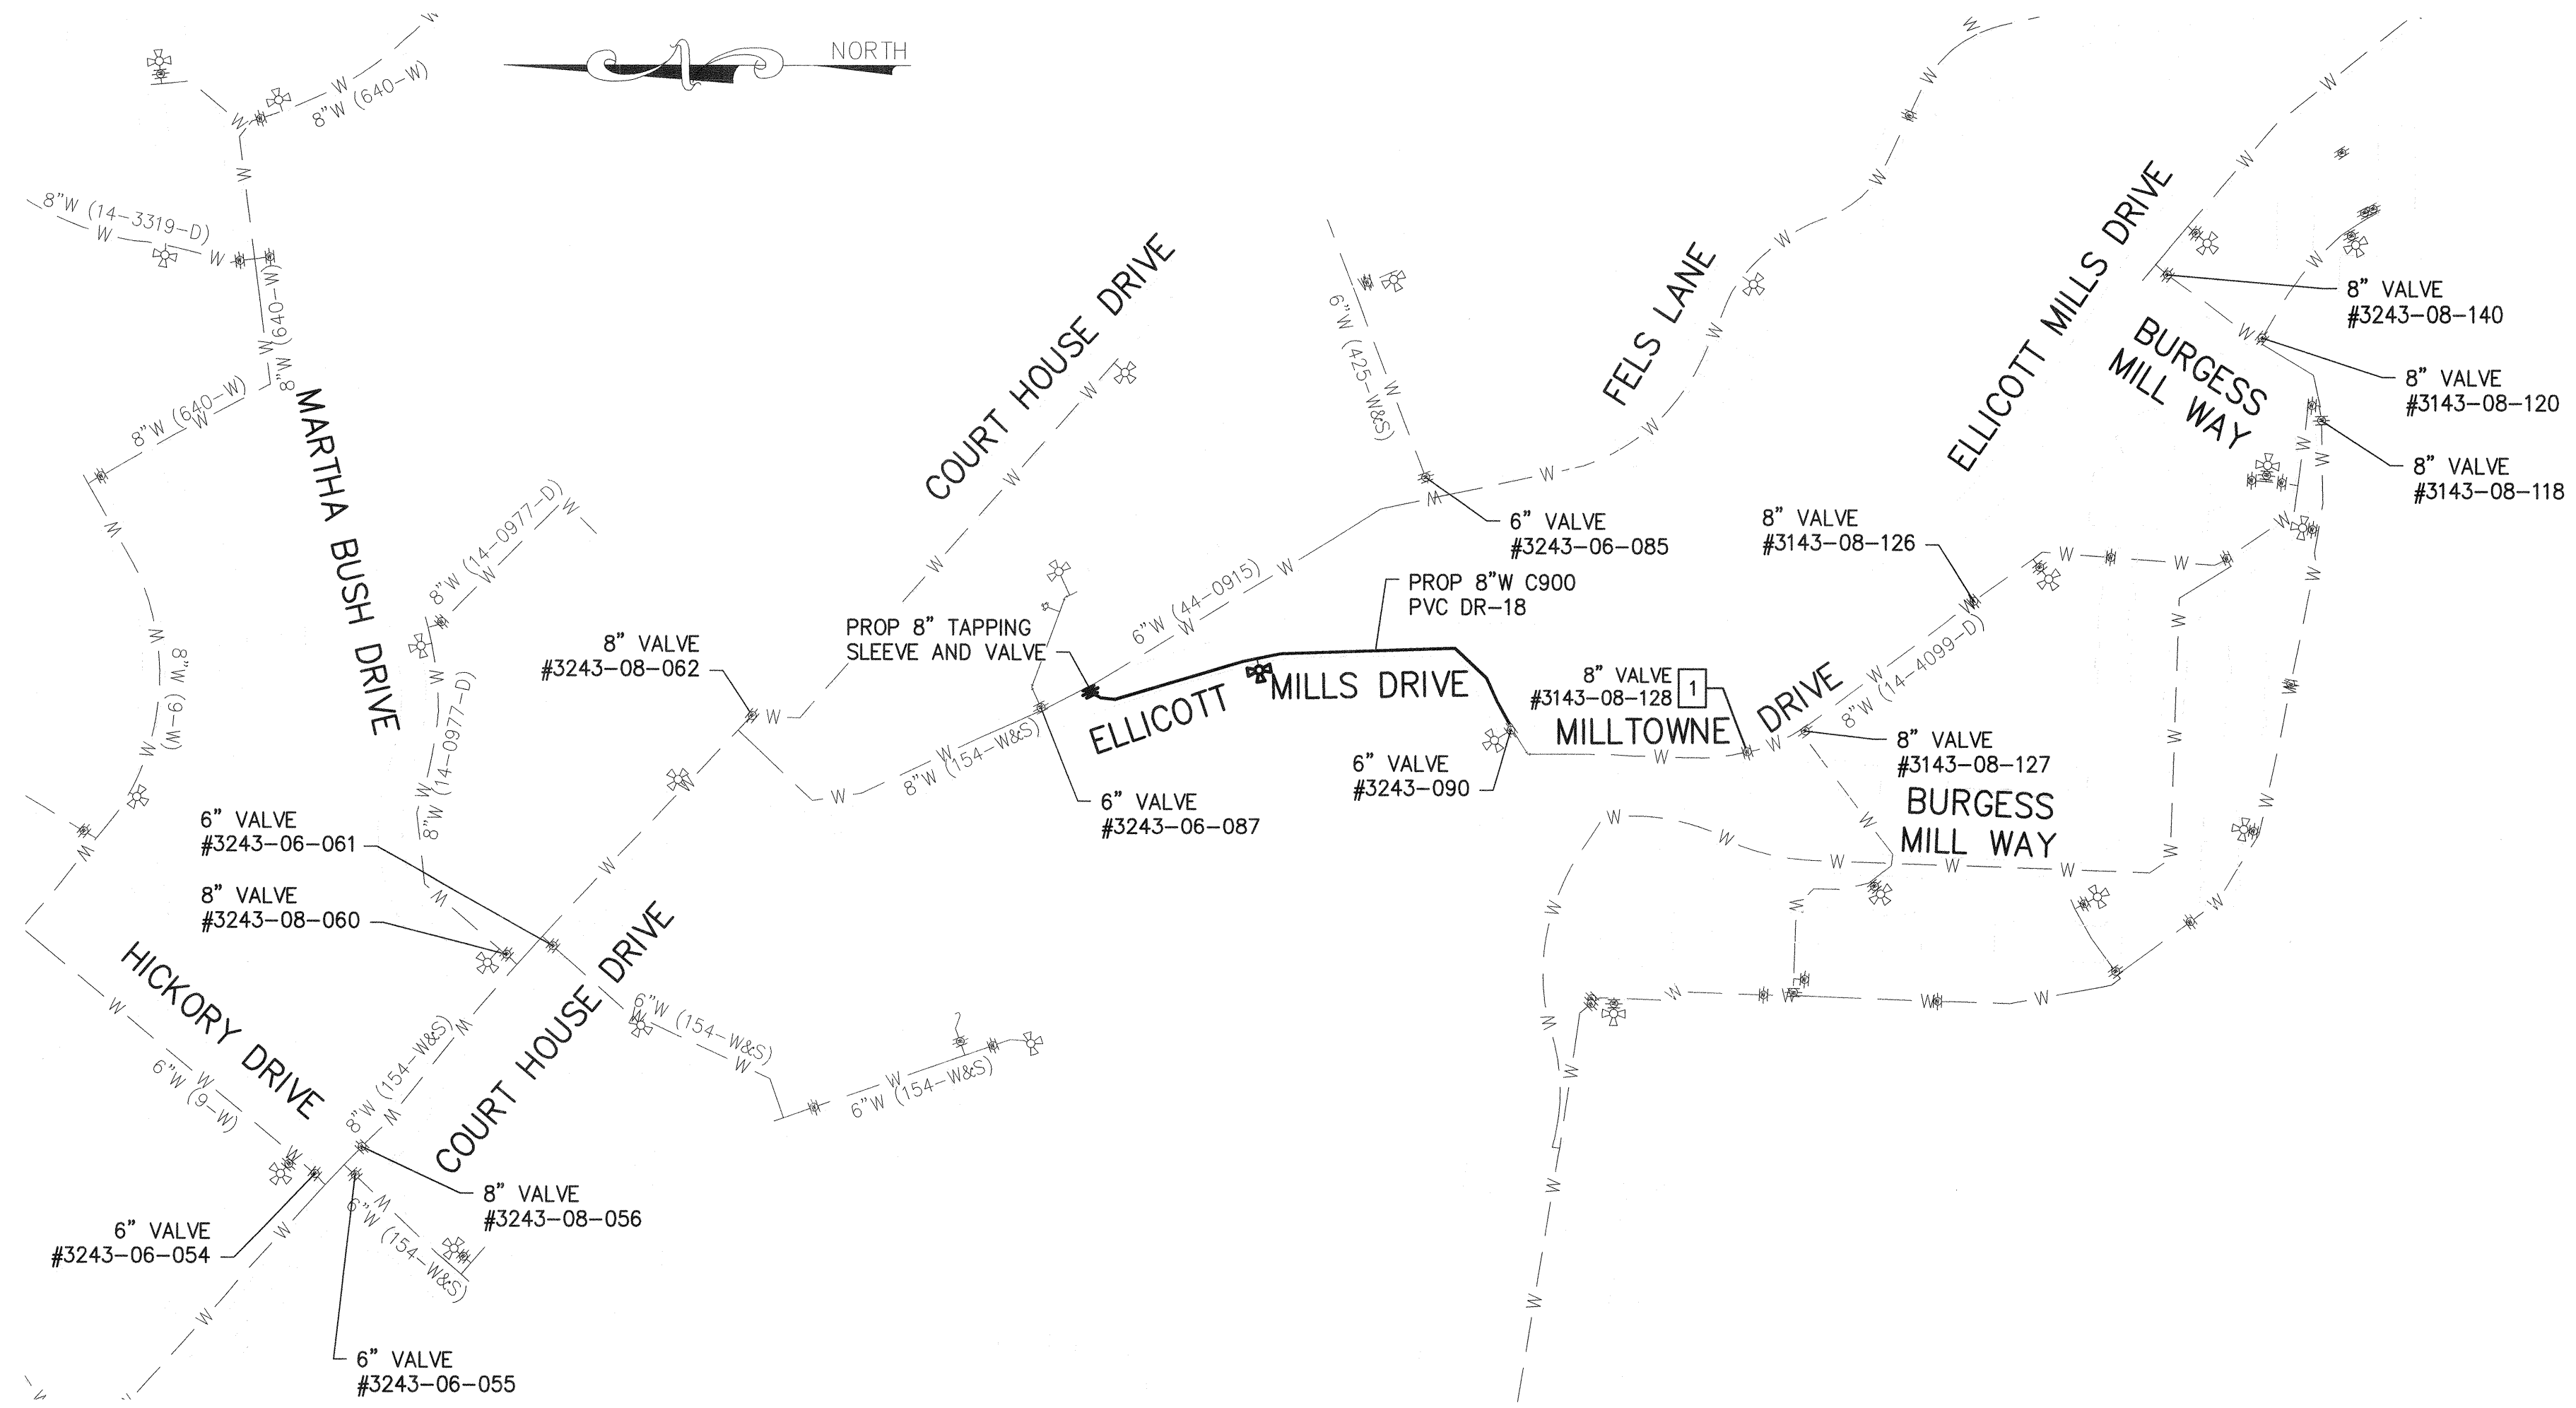 NORTH
8"W (640-W)
8"W (14-3319-D)
8"W (640-W)
8"W (640-W)
MARTHA BUSH DRIVE
8"W (9-W)
8"W (14-0977-D)
8"W (14-0977-D)
COURT HOUSE DRIVE
6"W (425-W&S)
FELS LANE
ELLICOTT MILLS DRIVE
8" VALVE
#3243-08-140
BURGESS
MILL WAY
8" VALVE
#3143-08-120
8" VALVE
#3143-08-118
6" VALVE
#3243-06-085
8" VALVE
#3143-08-126
6"W (44-0915)
PROP 8"W C900
PVC DR-18
PROP 8" TAPPING
SLEEVE AND VALVE
8" VALVE
#3243-08-062
8"W (154-W&S)
ELLICOTT MILLS DRIVE
8" VALVE
#3143-08-128
1
MILLTOWNE DRIVE
8"W (14-4099-D)
8" VALVE
#3143-08-127
6" VALVE
#3243-090
6" VALVE
#3243-06-087
BURGESS
MILL WAY
6" VALVE
#3243-06-061
8" VALVE
#3243-08-060
HICKORY DRIVE
6"W (9-W)
8"W (154-W&S)
COURT HOUSE DRIVE
6"W (154-W&S)
6"W (154-W&S)
8" VALVE
#3243-08-056
6" VALVE
#3243-06-054
6"W (154-W&S)
6" VALVE
#3243-06-055